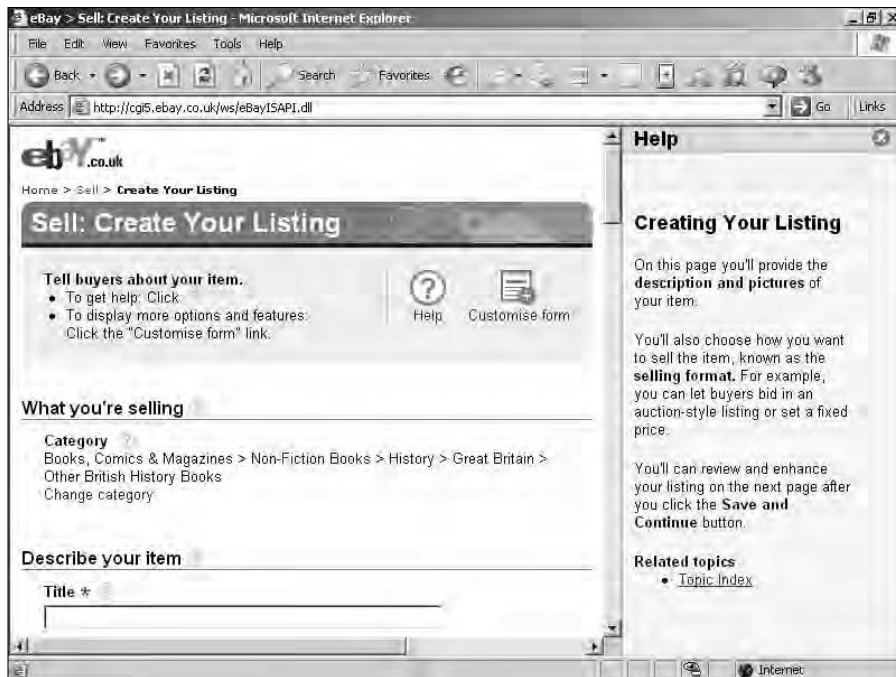 eBay > Sell: Create Your Listing - Microsoft Internet Explorer
File Edit View Favorites Tools Help
Back Search Favorites
Address http://cgi5.ebay.co.uk/ws/eBayISAPI.dll Go Links
ebY™.co.uk
Home > Sell > Create Your Listing
Sell: Create Your Listing
Tell buyers about your item.
• To get help: Click
• To display more options and features:
Click the "Customise form" link.
? Help
Customise form
What you're selling
Category ?
Books, Comics & Magazines > Non-Fiction Books > History > Great Britain >
Other British History Books
Change category
Describe your item
Title *
Help
Creating Your Listing
On this page you'll provide the
description and pictures of
your item.
You'll also choose how you want
to sell the item, known as the
selling format. For example,
you can let buyers bid in an
auction-style listing or set a fixed
price.
You'll can review and enhance
your listing on the next page after
you click the Save and
Continue button.
Related topics
• Topic Index
Internet